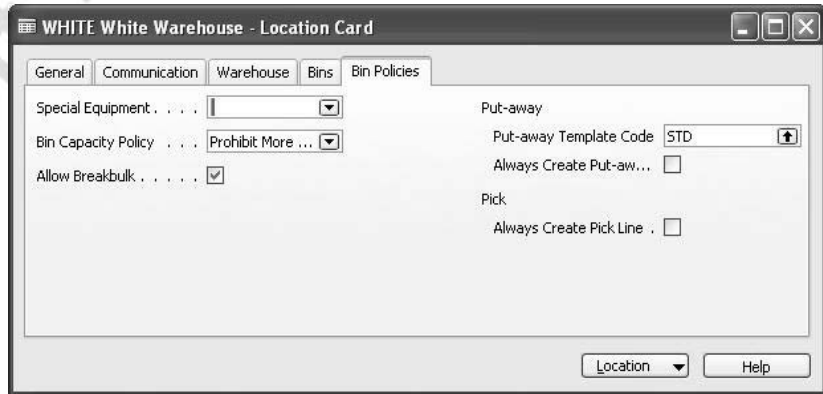 WHITE White Warehouse - Location Card
General Communication Warehouse Bins Bin Policies
Special Equipment . . . .
Bin Capacity Policy . . . Prohibit More ...
Allow Breakbulk . . . . .
Put-away
Put-away Template Code STD
Always Create Put-aw...
Pick
Always Create Pick Line .
Location Help